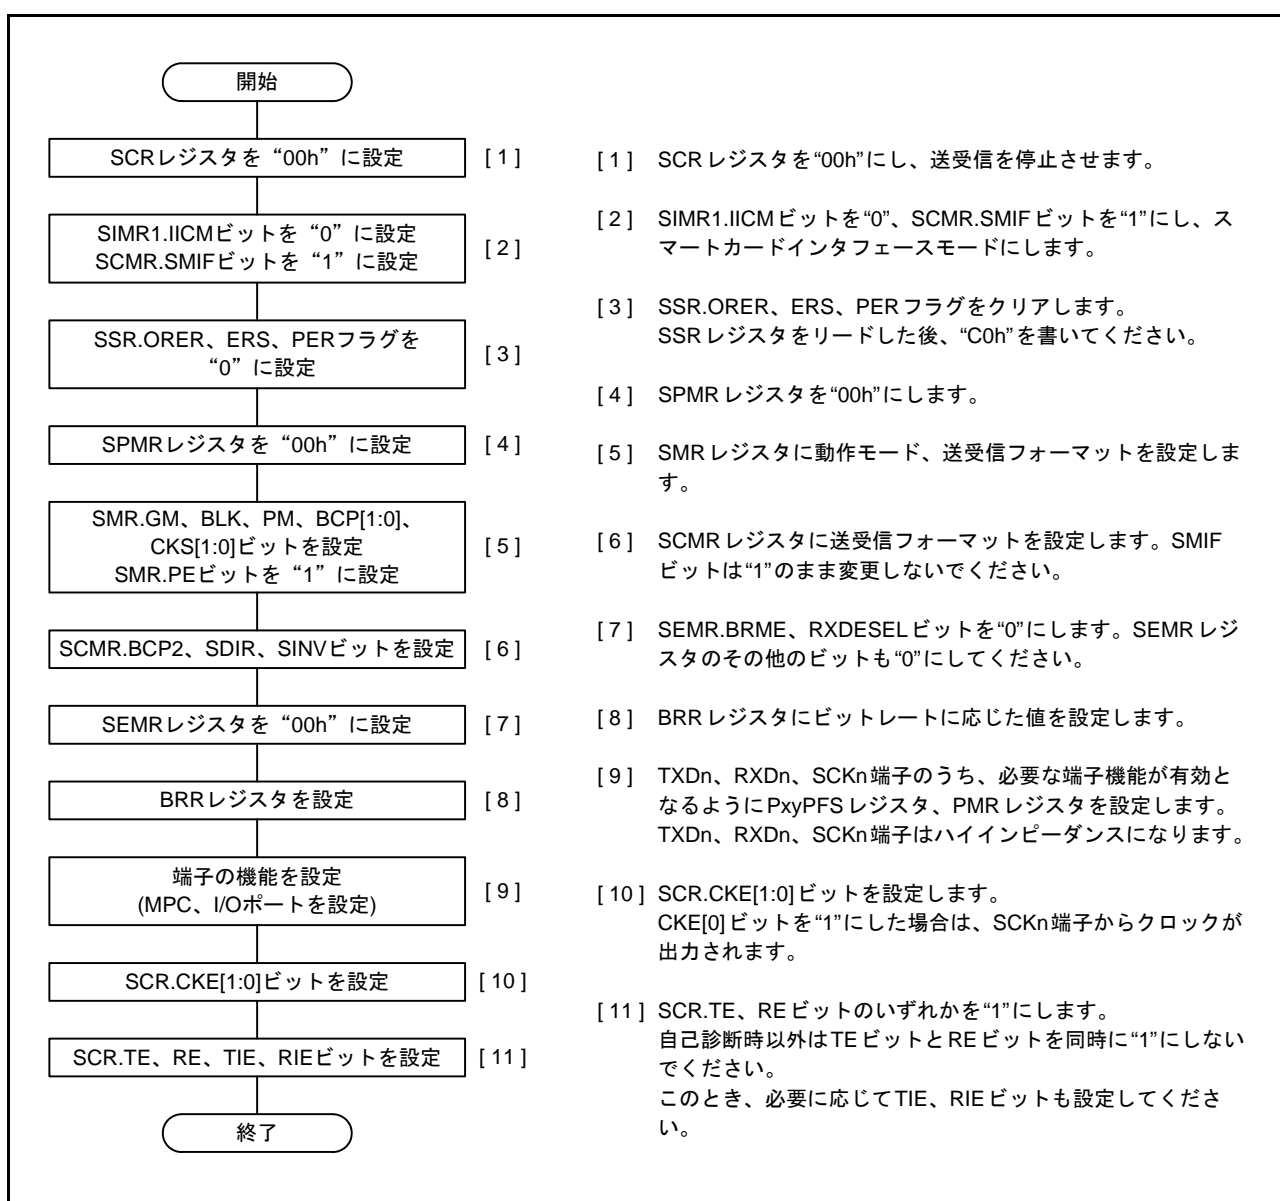 開始
SCRレジスタを“00h”に設定
[ 1 ]
SIMR1.IICMビットを“0”に設定
SCMR.SMIFビットを“1”に設定
[ 2 ]
SSR.ORER、ERS、PERフラグを
“0”に設定
[ 3 ]
SPMRレジスタを“00h”に設定
[ 4 ]
SMR.GM、BLK、PM、BCP[1:0]、
CKS[1:0]ビットを設定
SMR.PEビットを“1”に設定
[ 5 ]
SCMR.BCP2、SDIR、SINVビットを設定
[ 6 ]
SEMRレジスタを“00h”に設定
[ 7 ]
BRRレジスタを設定
[ 8 ]
端子の機能を設定
(MPC、I/Oポートを設定)
[ 9 ]
SCR.CKE[1:0]ビットを設定
[ 10 ]
SCR.TE、RE、TIE、RIEビットを設定
[ 11 ]
終了
[ 1 ] SCRレジスタを“00h”にし、送受信を停止させます。
[ 2 ] SIMR1.IICMビットを“0”、SCMR.SMIFビットを“1”にし、ス
マートカードインタフェースモードにします。
[ 3 ] SSR.ORER、ERS、PERフラグをクリアします。
SSRレジスタをリードした後、“C0h”を書いてください。
[ 4 ] SPMRレジスタを“00h”にします。
[ 5 ] SMRレジスタに動作モード、送受信フォーマットを設定しま
す。
[ 6 ] SCMRレジスタに送受信フォーマットを設定します。SMIF
ビットは“1”のまま変更しないでください。
[ 7 ] SEMR.BRME、RXDESELビットを“0”にします。SEMRレジ
スタのその他のビットも“0”にしてください。
[ 8 ] BRRレジスタにビットレートに応じた値を設定します。
[ 9 ] TXDn、RXDn、SCKn端子のうち、必要な端子機能が有効と
なるようにPxyPFSレジスタ、PMRレジスタを設定します。
TXDn、RXDn、SCKn端子はハイインピーダンスになります。
[ 10 ] SCR.CKE[1:0]ビットを設定します。
CKE[0]ビットを“1”にした場合は、SCKn端子からクロックが
出力されます。
[ 11 ] SCR.TE、REビットのいずれかを“1”にします。
自己診断時以外はTEビットとREビットを同時に“1”にしない
でください。
このとき、必要に応じてTIE、RIEビットも設定してくださ
い。